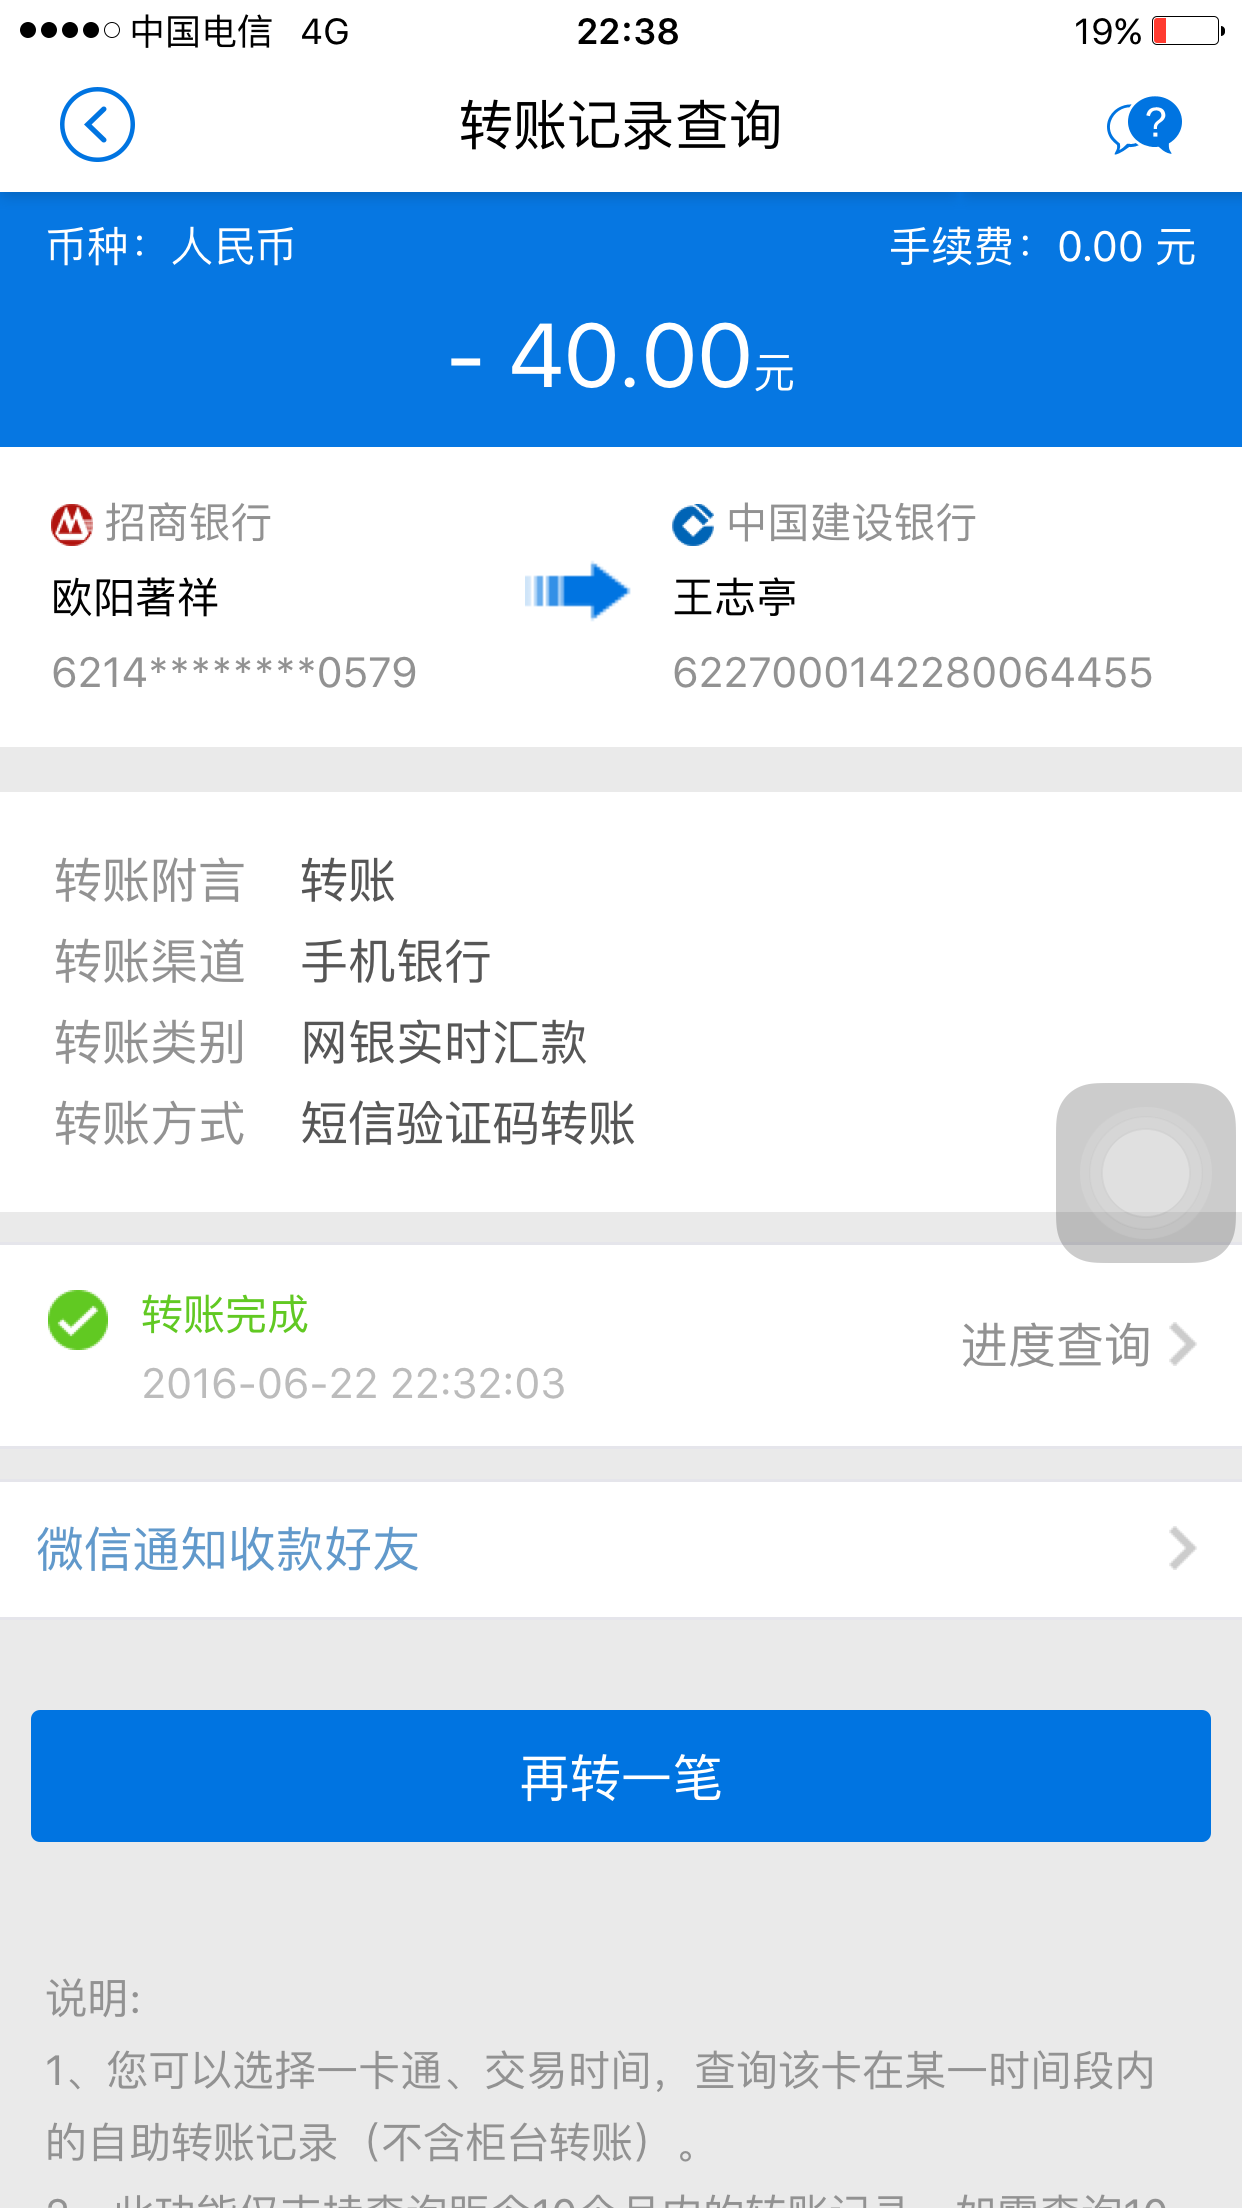 中国电信 4G 22:38 19%
转账记录查询
币种：人民币 手续费：0.00 元
- 40.00元
招商银行 中国建设银行
欧阳著祥 王志亭
6214********0579 6227000142280064455
转账附言 转账
转账渠道 手机银行
转账类别 网银实时汇款
转账方式 短信验证码转账
转账完成
2016-06-22 22:32:03
进度查询
微信通知收款好友
再转一笔
说明:
1、您可以选择一卡通、交易时间，查询该卡在某一时间段内
的自助转账记录（不含柜台转账）。